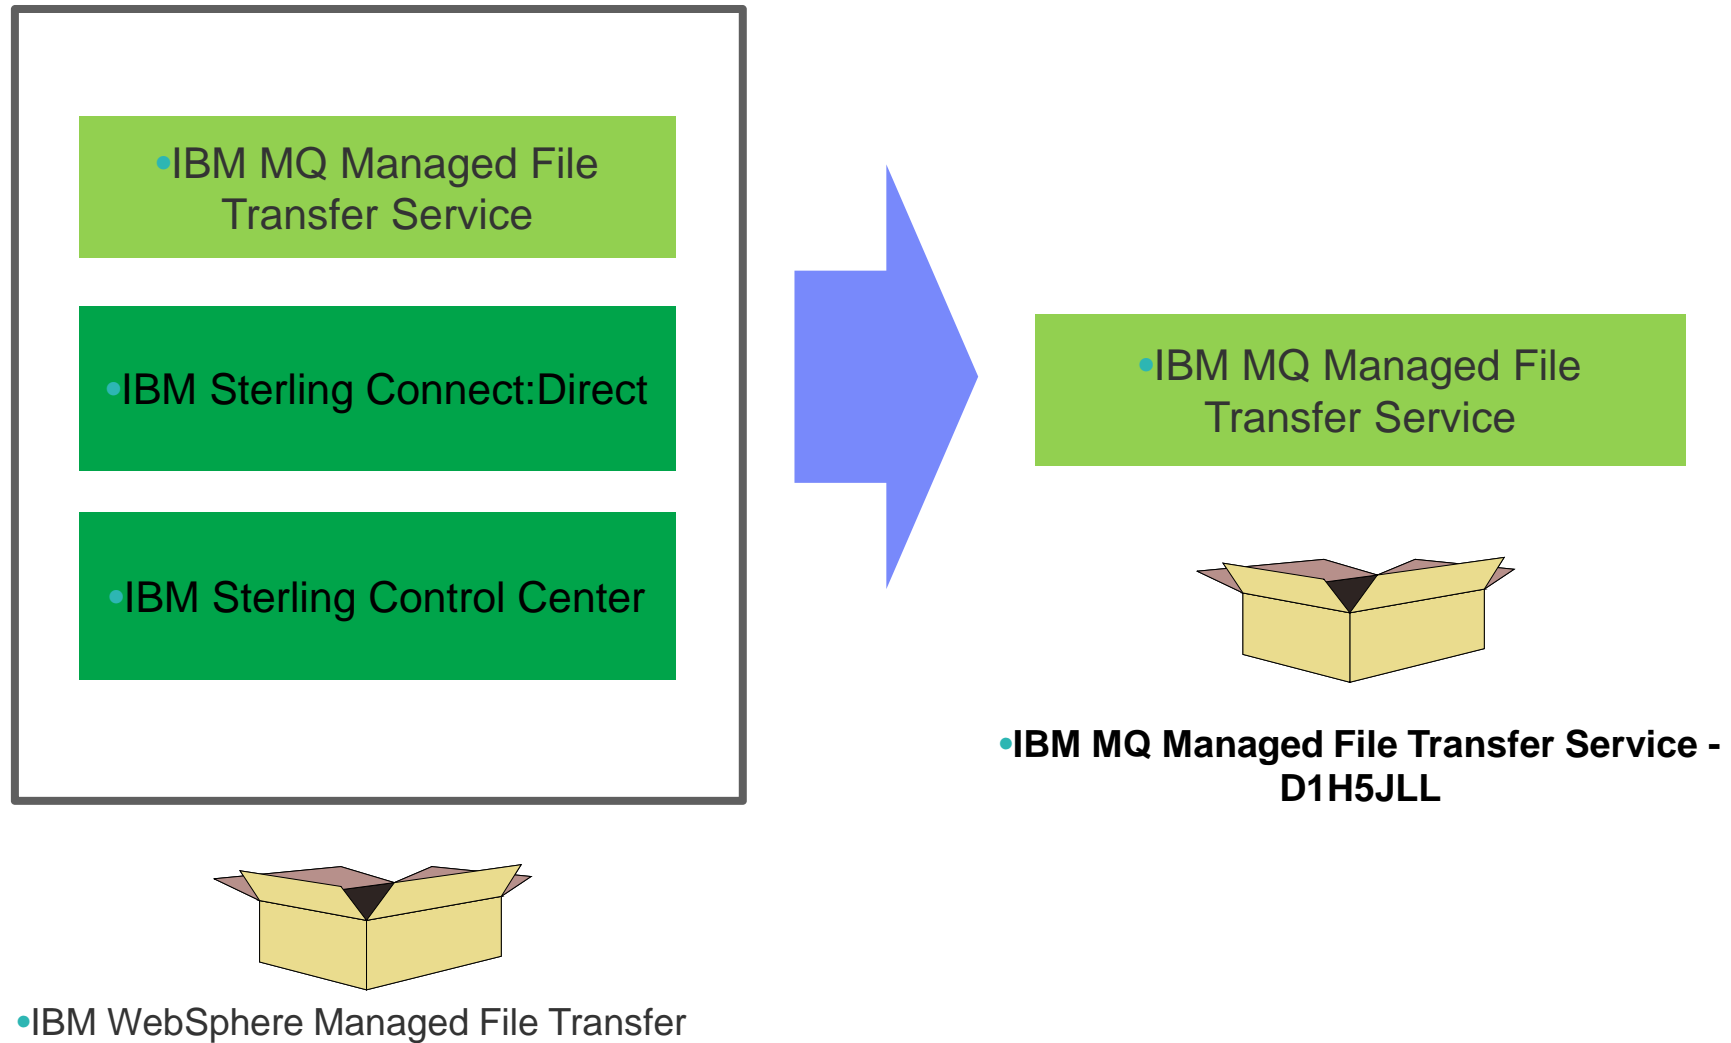 •IBM MQ Managed File
Transfer Service
•IBM Sterling Connect:Direct
•IBM Sterling Control Center
•IBM WebSphere Managed File Transfer
•IBM MQ Managed File
Transfer Service
•IBM MQ Managed File Transfer Service -
D1H5JLL